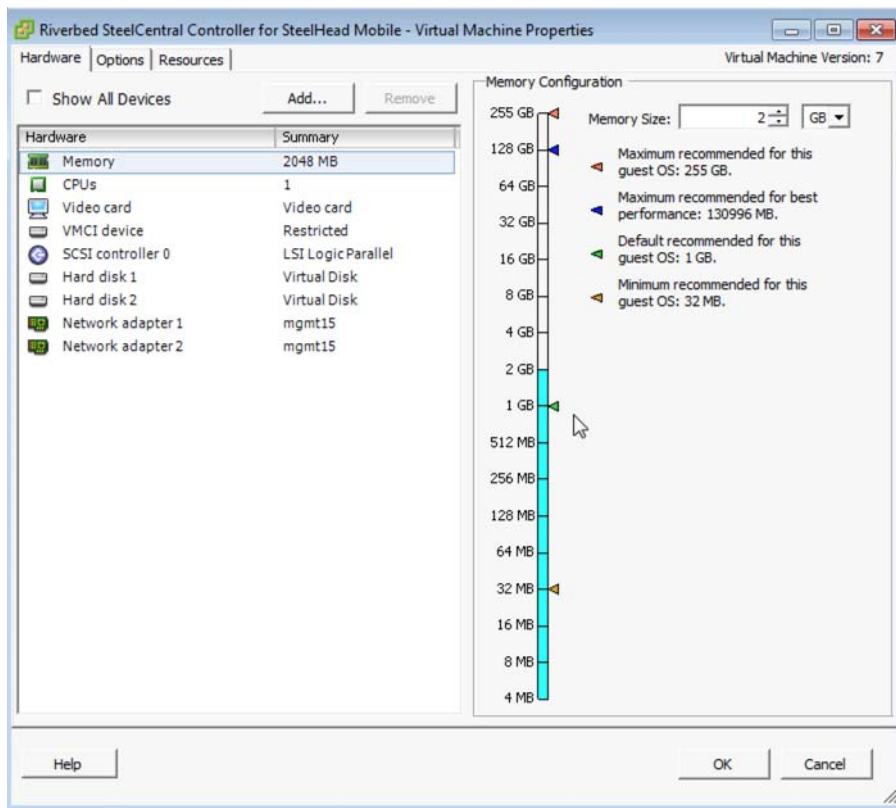 Riverbed SteelCentral Controller for SteelHead Mobile - Virtual Machine Properties
Hardware Options Resources Virtual Machine Version: 7
Show All Devices Add... Remove
Hardware Summary
Memory 2048 MB
CPUs 1
Video card Video card
VMCI device Restricted
SCSI controller 0 LSI Logic Parallel
Hard disk 1 Virtual Disk
Hard disk 2 Virtual Disk
Network adapter 1 mgmt15
Network adapter 2 mgmt15
Memory Configuration
255 GB
128 GB
64 GB
32 GB
16 GB
8 GB
4 GB
2 GB
1 GB
512 MB
256 MB
128 MB
64 MB
32 MB
16 MB
8 MB
4 MB
Memory Size: 2 GB
Maximum recommended for this
guest OS: 255 GB.
Maximum recommended for best
performance: 130996 MB.
Default recommended for this
guest OS: 1 GB.
Minimum recommended for this
guest OS: 32 MB.
Help OK Cancel